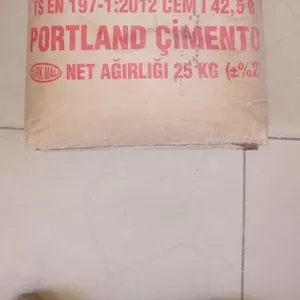 TS EN 197-1:2012 CEM I 42,5 R
PORTLAND ÇİMENTO
TÜRK MALI NET AĞIRLIĞI 25 KG (±%2)